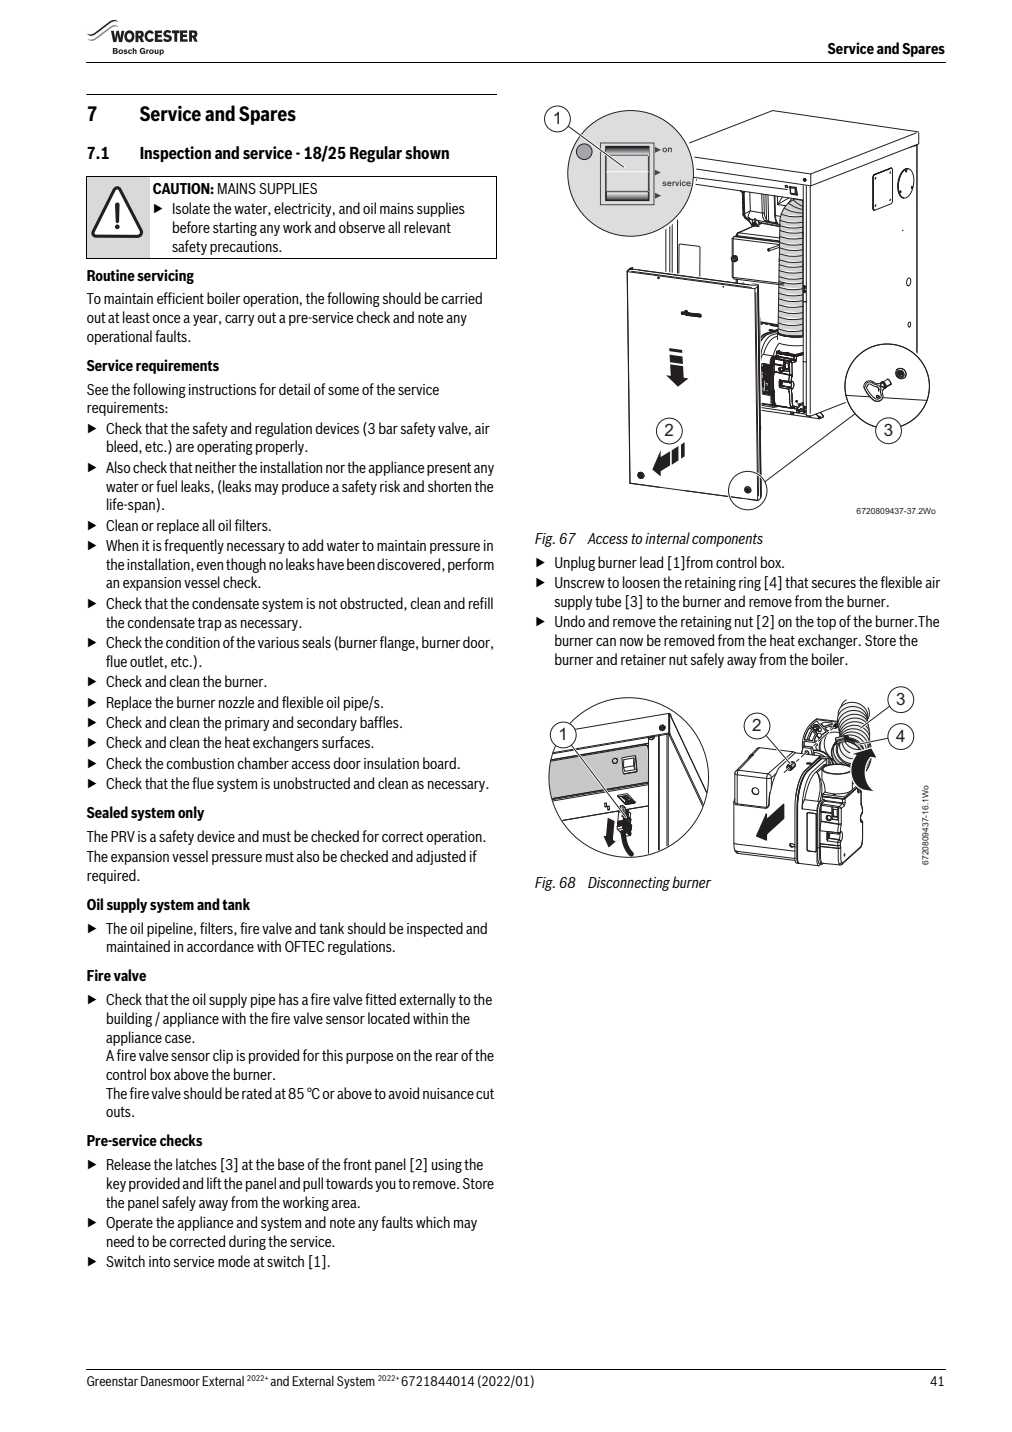 WORCESTER
Bosch Group
Service and Spares
7 Service and Spares
7.1 Inspection and service - 18/25 Regular shown
CAUTION: MAINS SUPPLIES
▶ Isolate the water, electricity, and oil mains supplies
before starting any work and observe all relevant
safety precautions.
Routine servicing
To maintain efficient boiler operation, the following should be carried
out at least once a year, carry out a pre-service check and note any
operational faults.
Service requirements
See the following instructions for detail of some of the service
requirements:
▶ Check that the safety and regulation devices (3 bar safety valve, air
bleed, etc.) are operating properly.
▶ Also check that neither the installation nor the appliance present any
water or fuel leaks, (leaks may produce a safety risk and shorten the
life-span).
▶ Clean or replace all oil filters.
▶ When it is frequently necessary to add water to maintain pressure in
the installation, even though no leaks have been discovered, perform
an expansion vessel check.
▶ Check that the condensate system is not obstructed, clean and refill
the condensate trap as necessary.
▶ Check the condition of the various seals (burner flange, burner door,
flue outlet, etc.).
▶ Check and clean the burner.
▶ Replace the burner nozzle and flexible oil pipe/s.
▶ Check and clean the primary and secondary baffles.
▶ Check and clean the heat exchangers surfaces.
▶ Check the combustion chamber access door insulation board.
▶ Check that the flue system is unobstructed and clean as necessary.
Sealed system only
The PRV is a safety device and must be checked for correct operation.
The expansion vessel pressure must also be checked and adjusted if
required.
Oil supply system and tank
▶ The oil pipeline, filters, fire valve and tank should be inspected and
maintained in accordance with OFTEC regulations.
Fire valve
▶ Check that the oil supply pipe has a fire valve fitted externally to the
building / appliance with the fire valve sensor located within the
appliance case.
A fire valve sensor clip is provided for this purpose on the rear of the
control box above the burner.
The fire valve should be rated at 85 °C or above to avoid nuisance cut
outs.
Pre-service checks
▶ Release the latches [3] at the base of the front panel [2] using the
key provided and lift the panel and pull towards you to remove. Store
the panel safely away from the working area.
▶ Operate the appliance and system and note any faults which may
need to be corrected during the service.
▶ Switch into service mode at switch [1].
1
on
service
2
3
6720809437-37.2Wo
Fig. 67 Access to internal components
▶ Unplug burner lead [1]from control box.
▶ Unscrew to loosen the retaining ring [4] that secures the flexible air
supply tube [3] to the burner and remove from the burner.
▶ Undo and remove the retaining nut [2] on the top of the burner.The
burner can now be removed from the heat exchanger. Store the
burner and retainer nut safely away from the boiler.
1
2
3
4
6720809437-16.1Wo
Fig. 68 Disconnecting burner
Greenstar Danesmoor External 2022+ and External System 2022+ 6721844014 (2022/01)
41